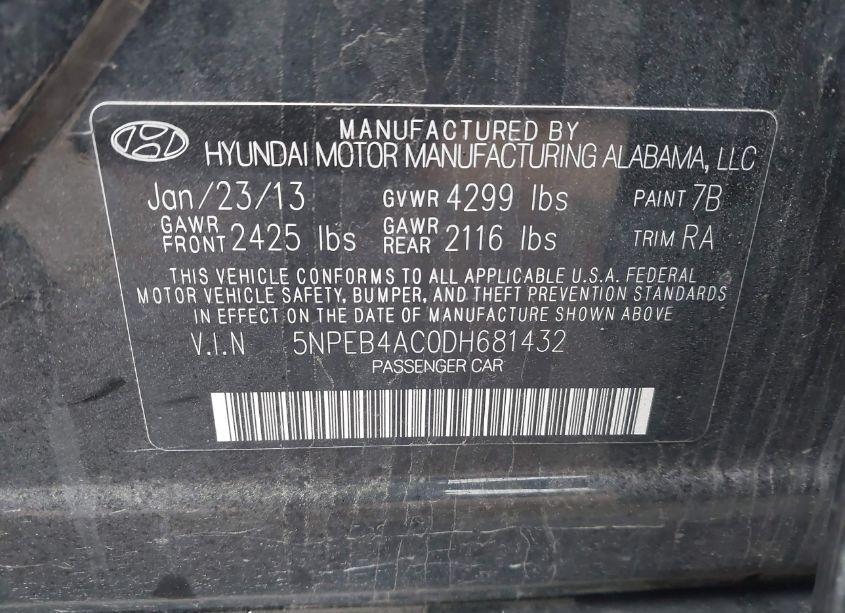 MANUFACTURED BY
HYUNDAI MOTOR MANUFACTURING ALABAMA, LLC
Jan/23/13 GVWR 4299 lbs PAINT 7B
GAWR FRONT 2425 lbs GAWR REAR 2116 lbs TRIM RA
THIS VEHICLE CONFORMS TO ALL APPLICABLE U.S.A. FEDERAL
MOTOR VEHICLE SAFETY, BUMPER, AND THEFT PREVENTION STANDARDS
IN EFFECT ON THE DATE OF MANUFACTURE SHOWN ABOVE
V.I.N 5NPEB4AC0DH681432
PASSENGER CAR